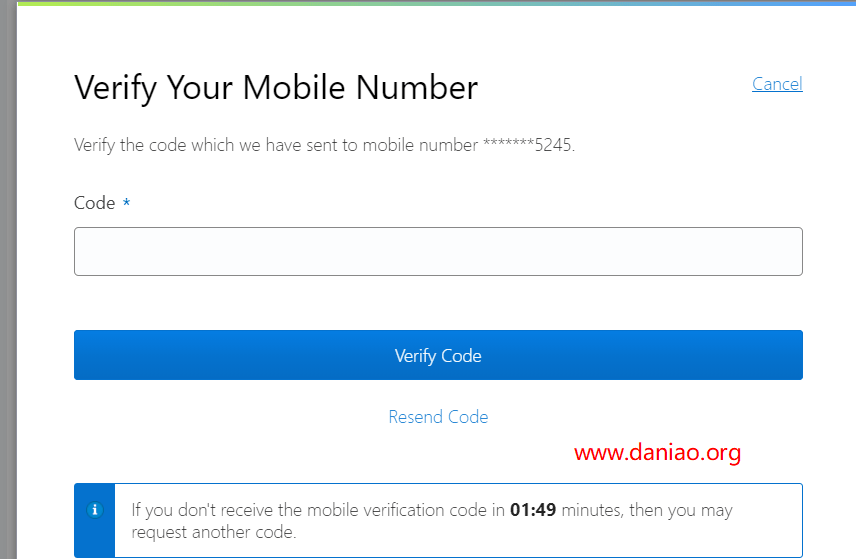 Verify Your Mobile Number
Cancel
Verify the code which we have sent to mobile number *******5245.
Code *
Verify Code
Resend Code
www.daniao.org
If you don't receive the mobile verification code in 01:49 minutes, then you may
request another code.